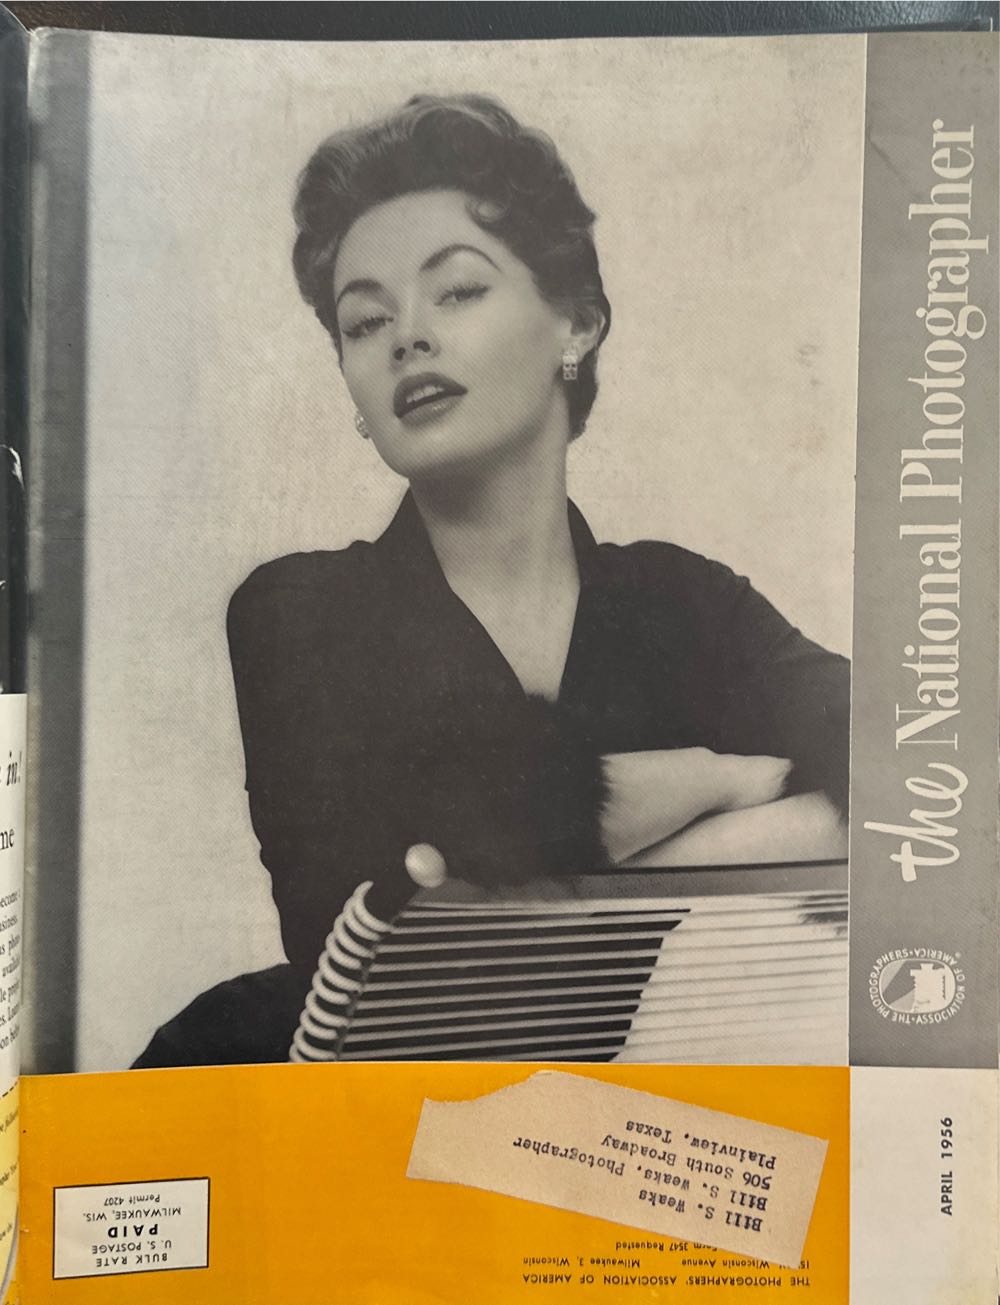 the National Photographer
THE PHOTOGRAPHERS • ASSOCIATION OF AMERICA •
®
APRIL 1956
Bill S. Weaks
Bill S. Weaks, Photographer
506 South Broadway
Plainview, Texas
THE PHOTOGRAPHERS' ASSOCIATION OF AMERICA
Wisconsin Avenue Milwaukee 3, Wisconsin
Form 3547 Requested
BULK RATE
U. S. POSTAGE
PAID
MILWAUKEE, WIS.
Permit 4207
in!